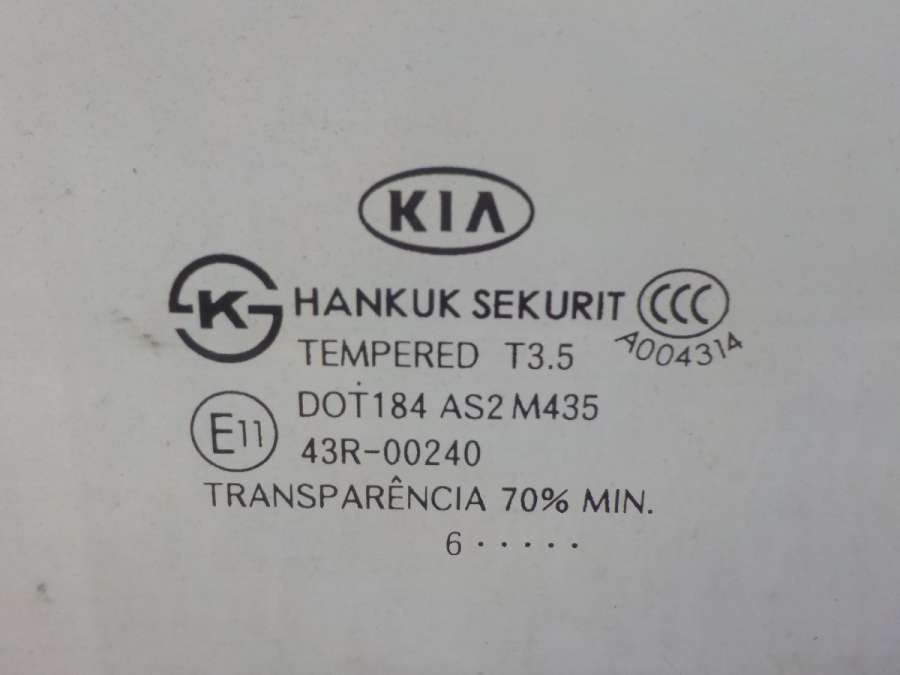 KIA
K HANKUK SEKURIT CCC
TEMPERED T3.5 A004314
DOT184 AS2 M435
E11 43R-00240
TRANSPARÊNCIA 70% MIN.
6 · · · · ·